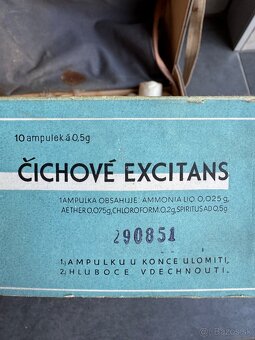 10 ampulek á 0,5g
ČICHOVÉ EXCITANS
1 AMPULKA OBSAHUJE: AMMONIA LIQ 0,025 g,
AETHER 0,075g, CHLOROFORM. 0,2g, SPIRITUS AD 0,5g
290851
1, AMPULKU U KONCE ULOMITI,
2, HLUBOCE VDECHNOUTI.